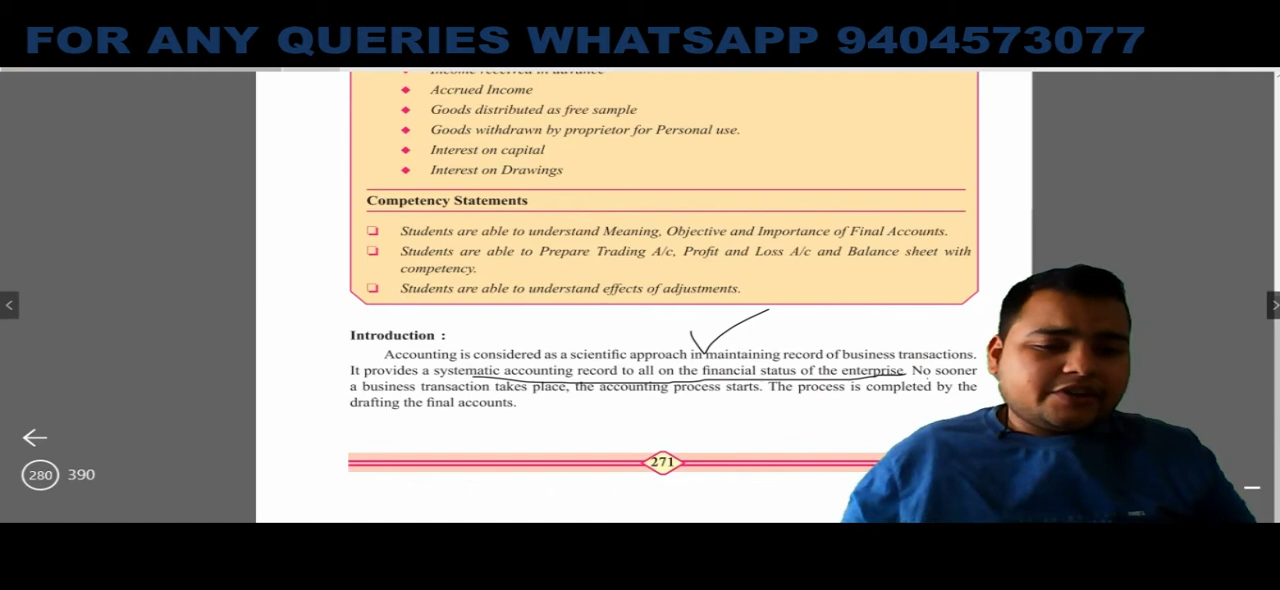 FOR ANY QUERIES WHATSAPP 9404573077
Income received in advance
Accrued Income
Goods distributed as free sample
Goods withdrawn by proprietor for Personal use.
Interest on capital
Interest on Drawings
Competency Statements
Students are able to understand Meaning, Objective and Importance of Final Accounts.
Students are able to Prepare Trading A/c, Profit and Loss A/c and Balance sheet with
competency.
Students are able to understand effects of adjustments.
Introduction :
Accounting is considered as a scientific approach in maintaining record of business transactions.
It provides a systematic accounting record to all on the financial status of the enterprise. No sooner
a business transaction takes place, the accounting process starts. The process is completed by the
drafting the final accounts.
271
280 390